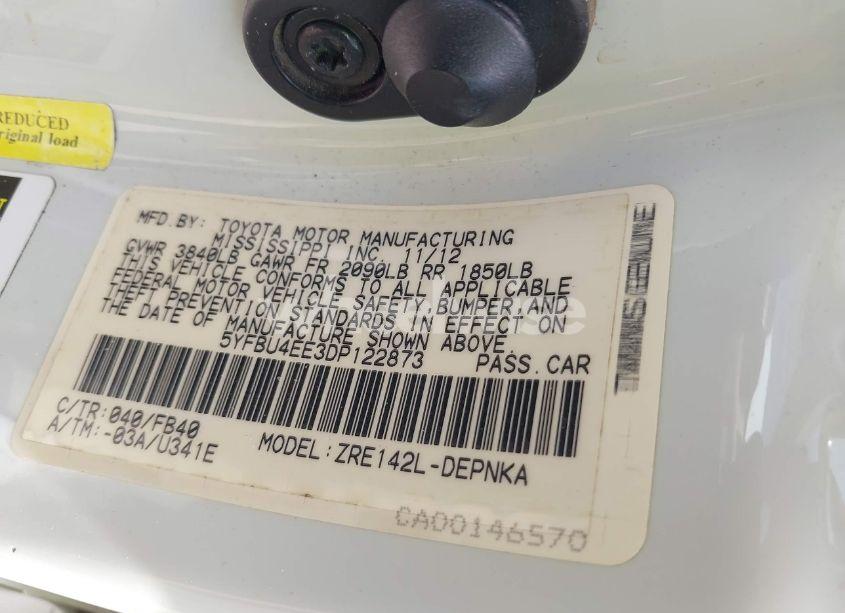 REDUCED
riginal load
MFD.BY: TOYOTA MOTOR MANUFACTURING
MISSISSIPPI INC. 11/12
GVWR 3840LB GAWR FR 2090LB RR 1850LB
THIS VEHICLE CONFORMS TO ALL APPLICABLE
FEDERAL MOTOR VEHICLE SAFETY,BUMPER,AND
THEFT PREVENTION STANDARDS IN EFFECT ON
THE DATE OF MANUFACTURE SHOWN ABOVE.
5YFBU4EE3DP122873 PASS.CAR
C/TR:040/FB40
A/TM:-03A/U341E MODEL:ZRE142L-DEPNKA
CA00146570